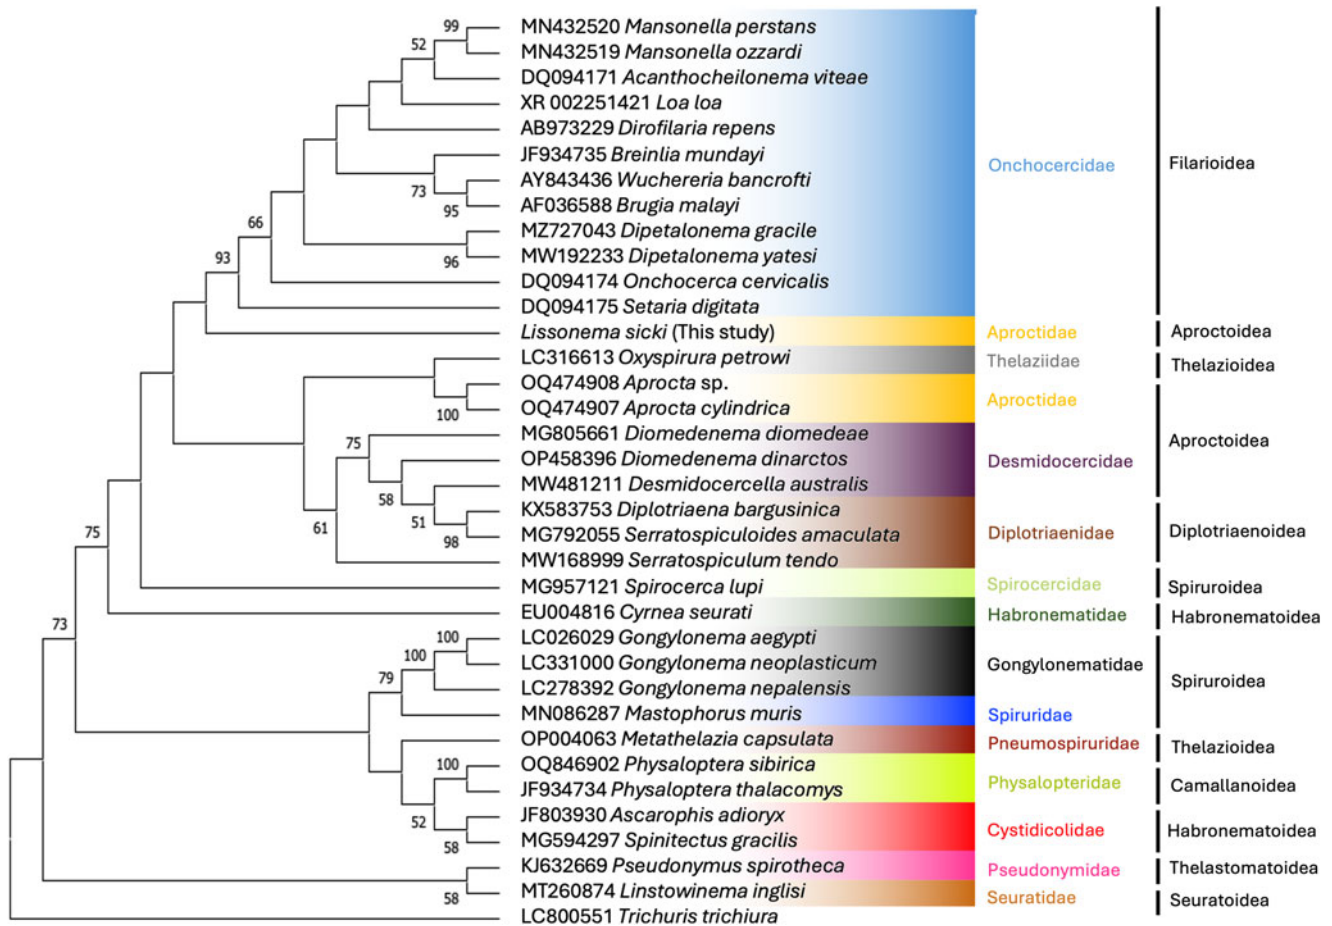 99
MN432520 Mansonella perstans
52
MN432519 Mansonella ozzardi
DQ094171 Acanthocheilonema viteae
XR 002251421 Loa loa
AB973229 Dirofilaria repens
JF934735 Breinlia mundayi
Onchocercidae
Filarioidea
73
AY843436 Wuchereria bancrofti
95
AF036588 Brugia malayi
66
MZ727043 Dipetalonema gracile
93
96
MW192233 Dipetalonema yatesi
DQ094174 Onchocerca cervicalis
DQ094175 Setaria digitata
Lissonema sicki (This study)
Aproctidae
Aproctoidea
LC316613 Oxyspirura petrowi
Thelaziidae
Thelazioidea
OQ474908 Aprocta sp.
Aproctidae
100
OQ474907 Aprocta cylindrica
75
MG805661 Diomedenema diomedeae
Aproctoidea
OP458396 Diomedenema dinarctos
Desmidocercidae
58
MW481211 Desmidocercella australis
51
KX583753 Diplotriaena bargusinica
61
98
MG792055 Serratospiculoides amaculata
Diplotriaenidae
Diplotriaenoidea
75
MW168999 Serratospiculum tendo
MG957121 Spirocerca lupi
Spirocercidae
Spiruroidea
73
EU004816 Cyrnea seurati
Habronematidae
Habronematoidea
100
LC026029 Gongylonema aegypti
100
LC331000 Gongylonema neoplasticum
Gongylonematidae
79
LC278392 Gongylonema nepalensis
Spiruroidea
MN086287 Mastophorus muris
Spiruridae
OP004063 Metathelazia capsulata
Pneumospiruridae
Thelazioidea
100
OQ846902 Physaloptera sibirica
Physalopteridae
Camallanoidea
JF934734 Physaloptera thalacomys
52
JF803930 Ascarophis adioryx
Cystidicolidae
Habronematoidea
58
MG594297 Spinitectus gracilis
KJ632669 Pseudonymus spirotheca
Pseudonymidae
Thelastomatoidea
58
MT260874 Linstowinema inglisi
Seuratidae
Seuratoidea
LC800551 Trichuris trichiura